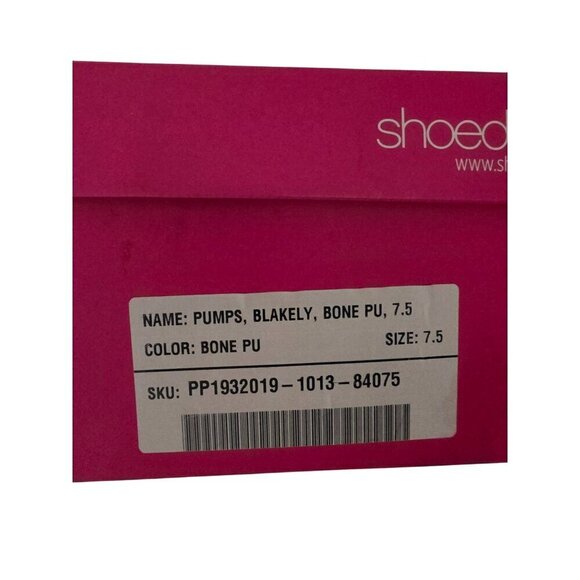 shoed
www.sh
NAME: PUMPS, BLAKELY, BONE PU, 7.5
COLOR: BONE PU SIZE: 7.5
SKU: PP1932019-1013-84075